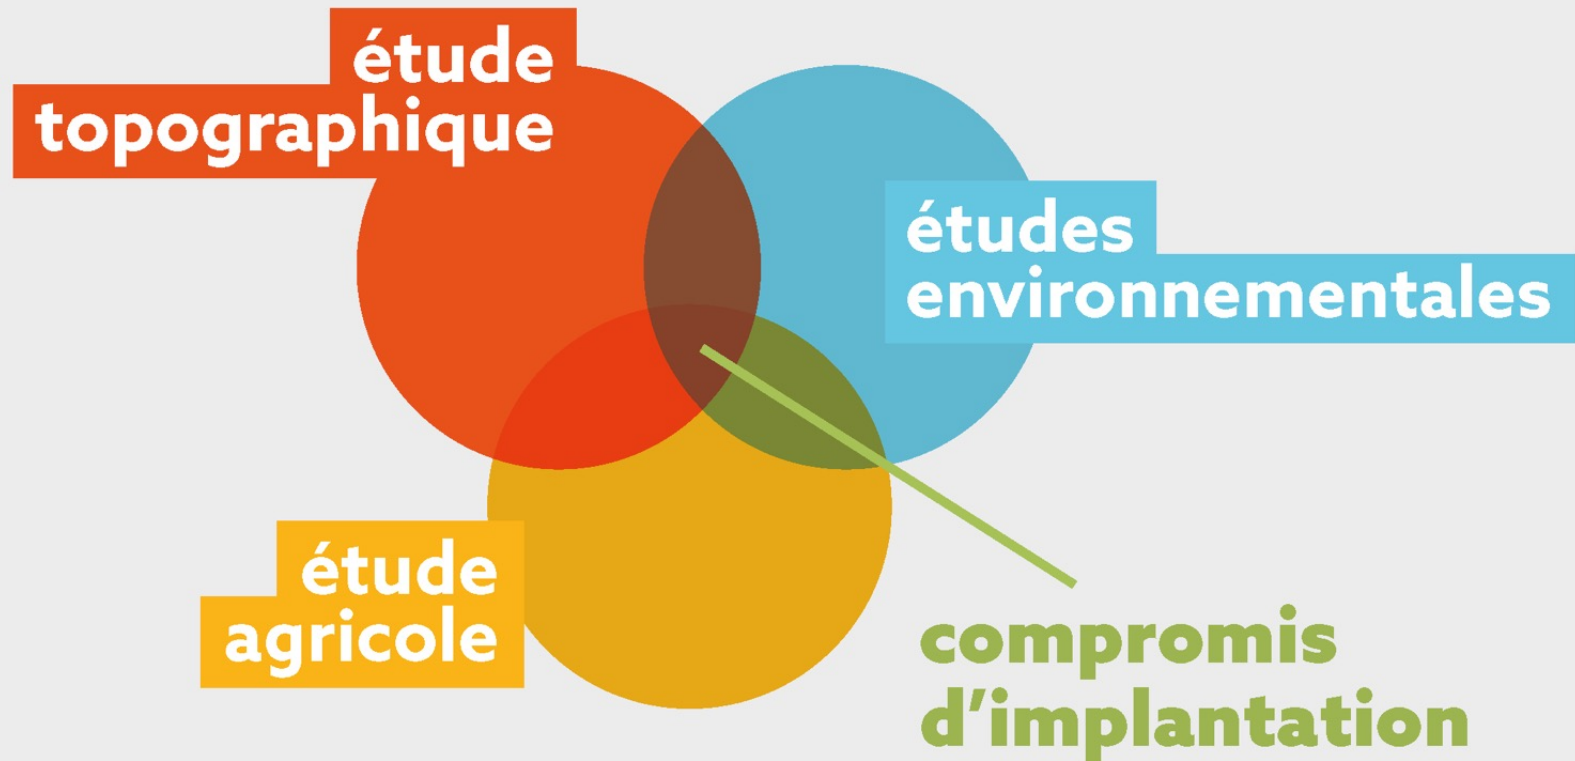 étude
topographique
études
environnementales
étude
agricole
compromis
d’implantation